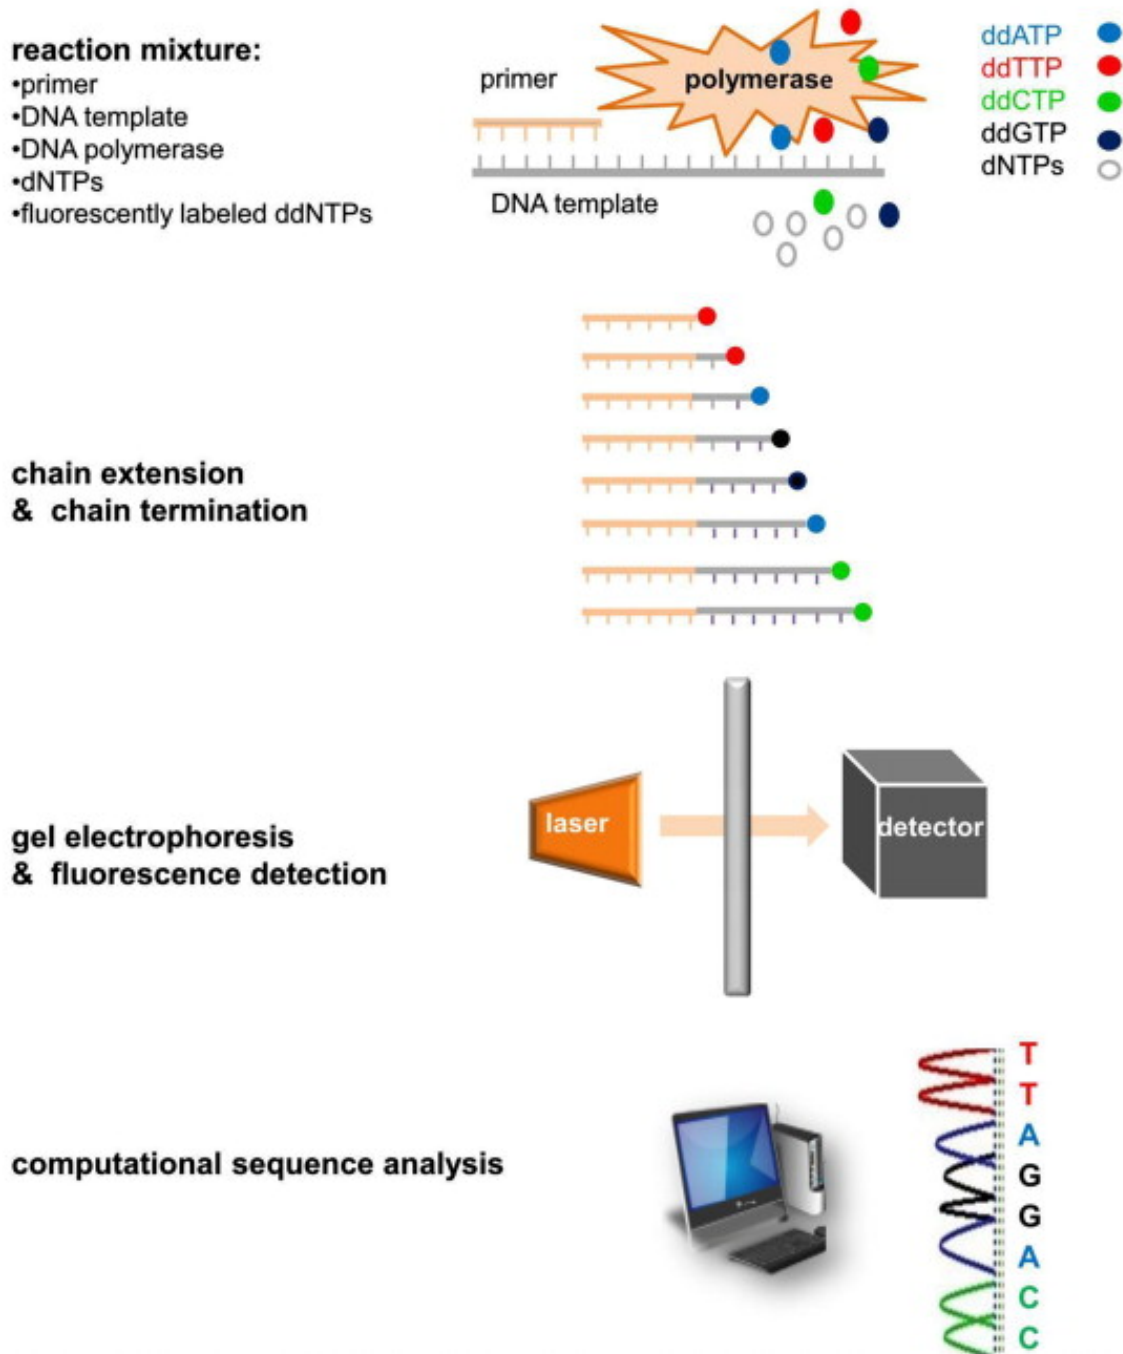 reaction mixture:
•primer
•DNA template
•DNA polymerase
•dNTPs
•fluorescently labeled ddNTPs
primer
polymerase
DNA template
ddATP
ddTTP
ddCTP
ddGTP
dNTPs
chain extension
& chain termination
gel electrophoresis
& fluorescence detection
laser
detector
computational sequence analysis
T
T
A
G
G
A
C
C